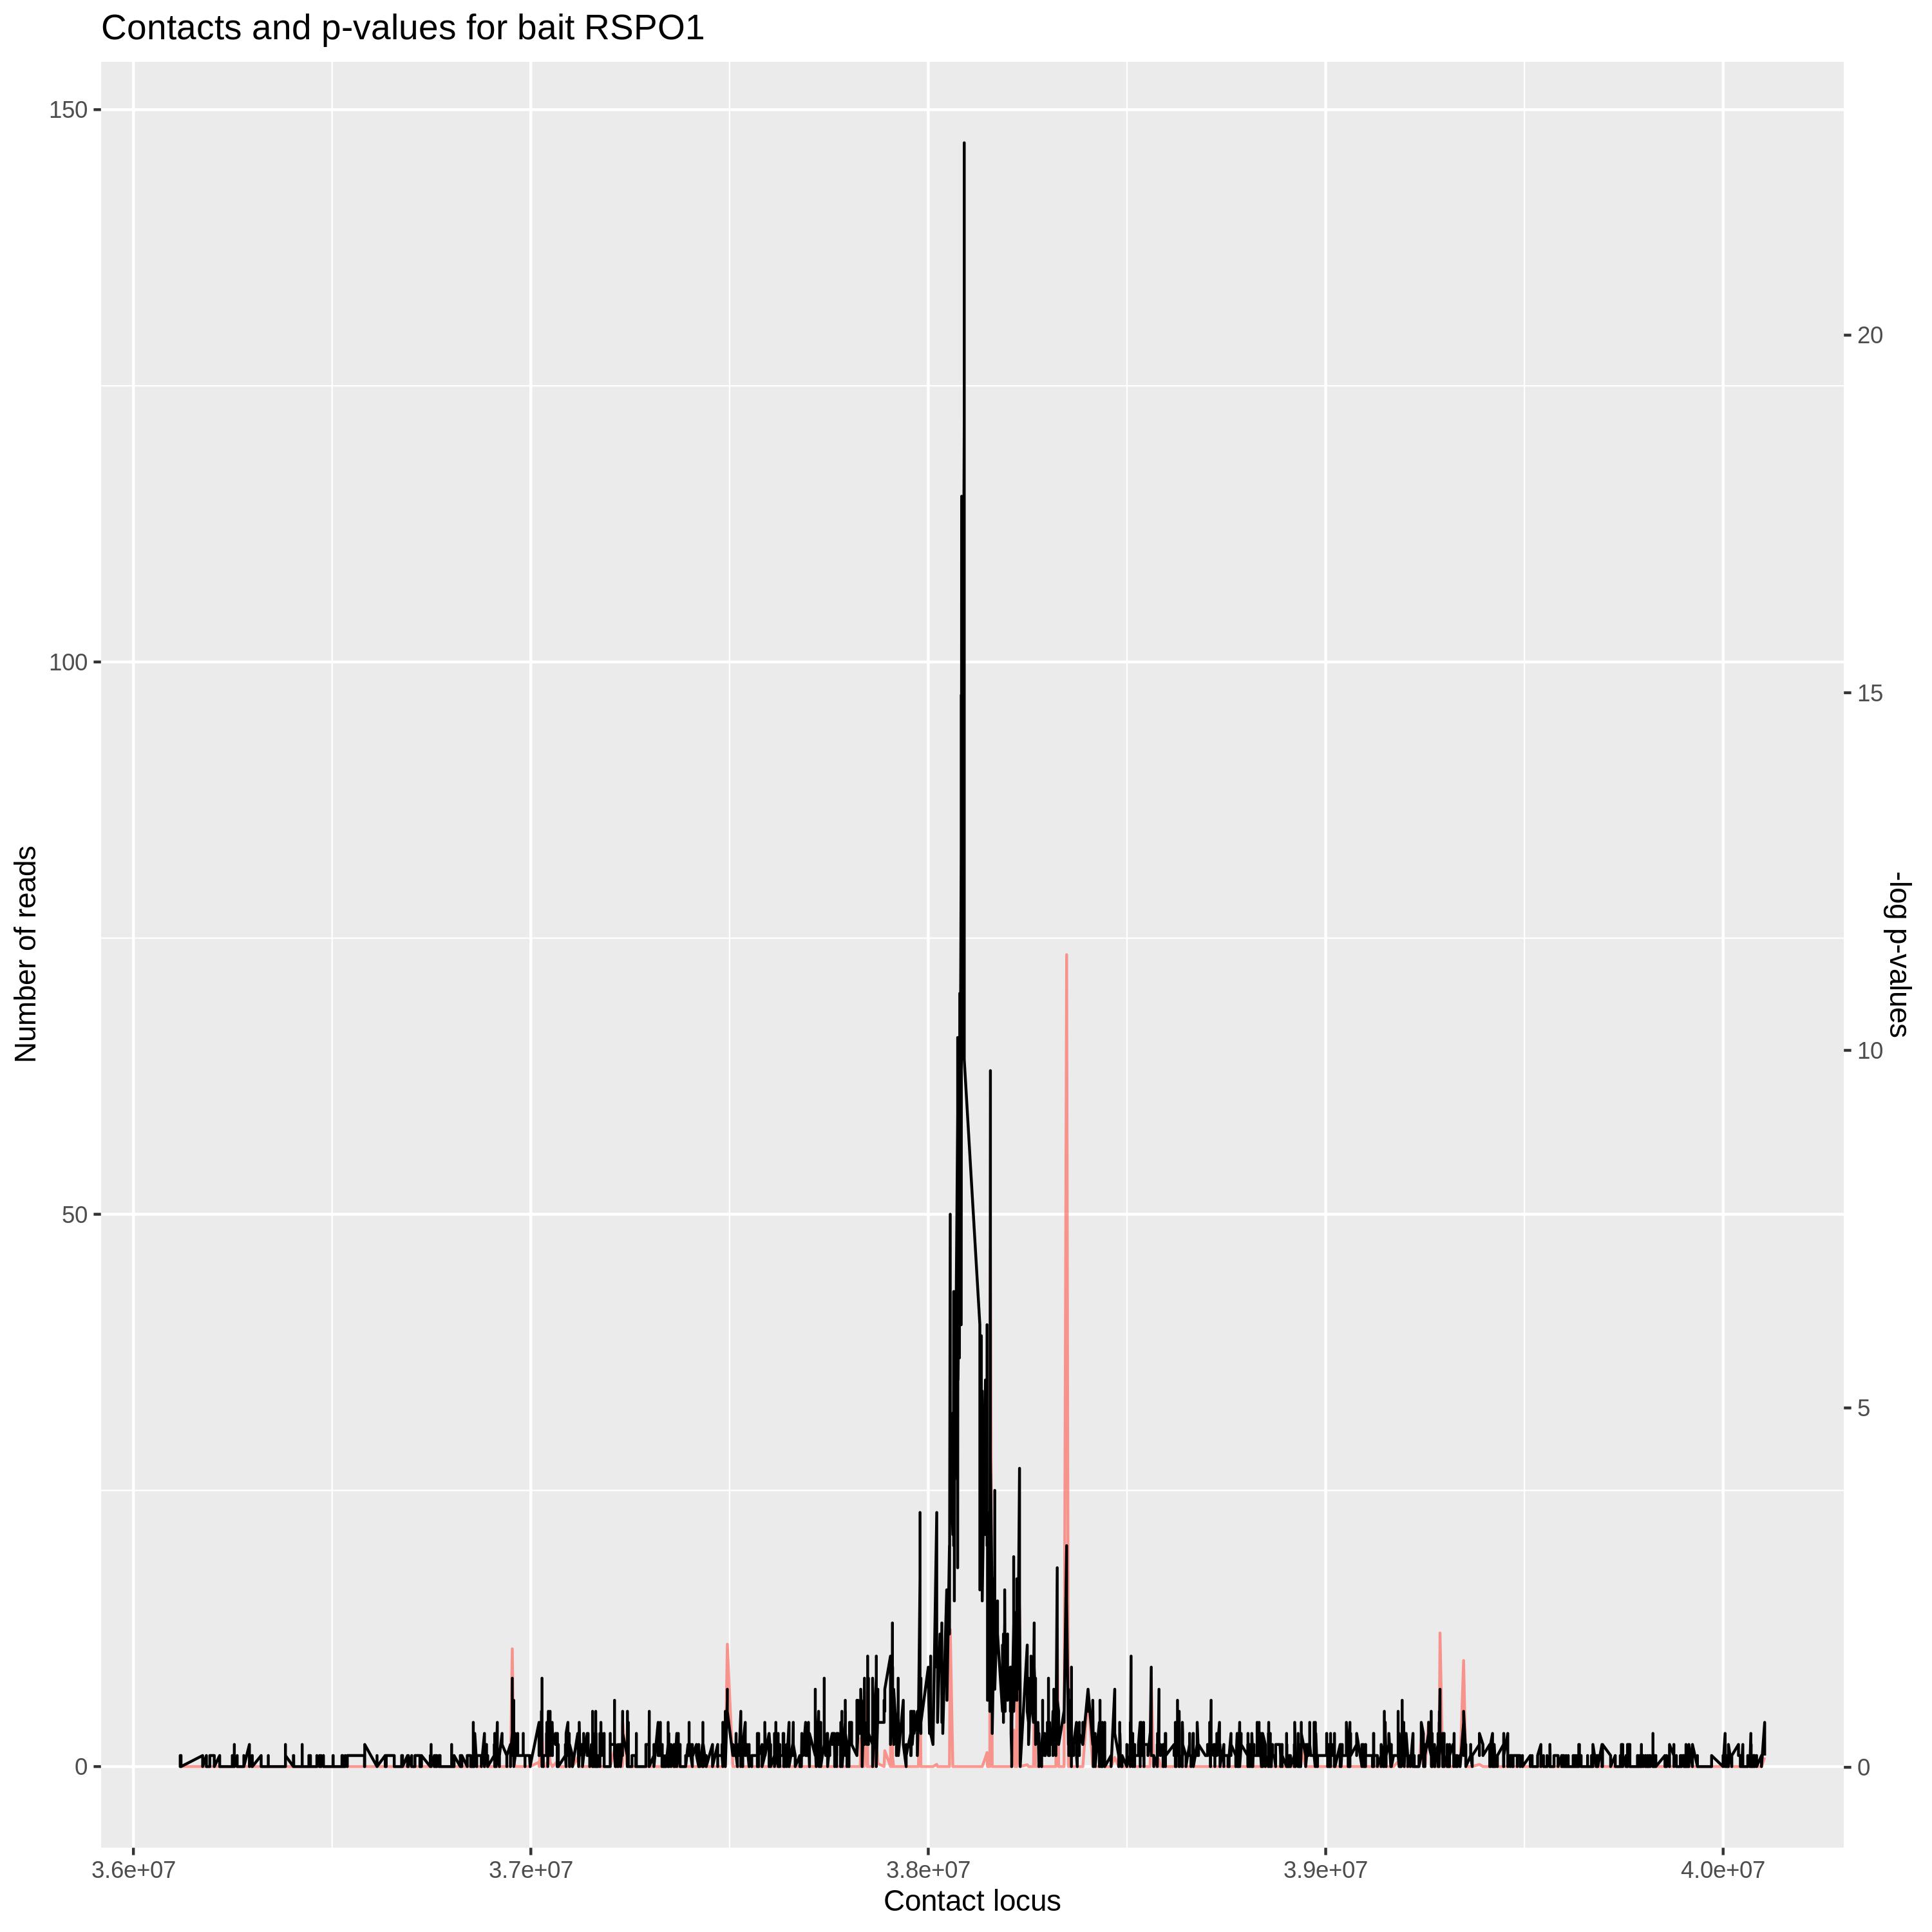 Contacts and p-values for bait RSPO1
150
100
50
0
20
15
10
5
0
Number of reads
-log p-values
3.6e+07
3.7e+07
3.8e+07
3.9e+07
4.0e+07
Contact locus